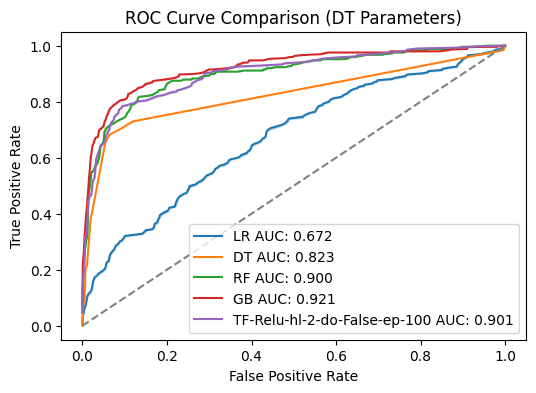 ROC Curve Comparison (DT Parameters)
True Positive Rate
1.0
0.8
0.6
0.4
0.2
0.0
LR AUC: 0.672
DT AUC: 0.823
RF AUC: 0.900
GB AUC: 0.921
TF-Relu-hl-2-do-False-ep-100 AUC: 0.901
0.0 0.2 0.4 0.6 0.8 1.0
False Positive Rate